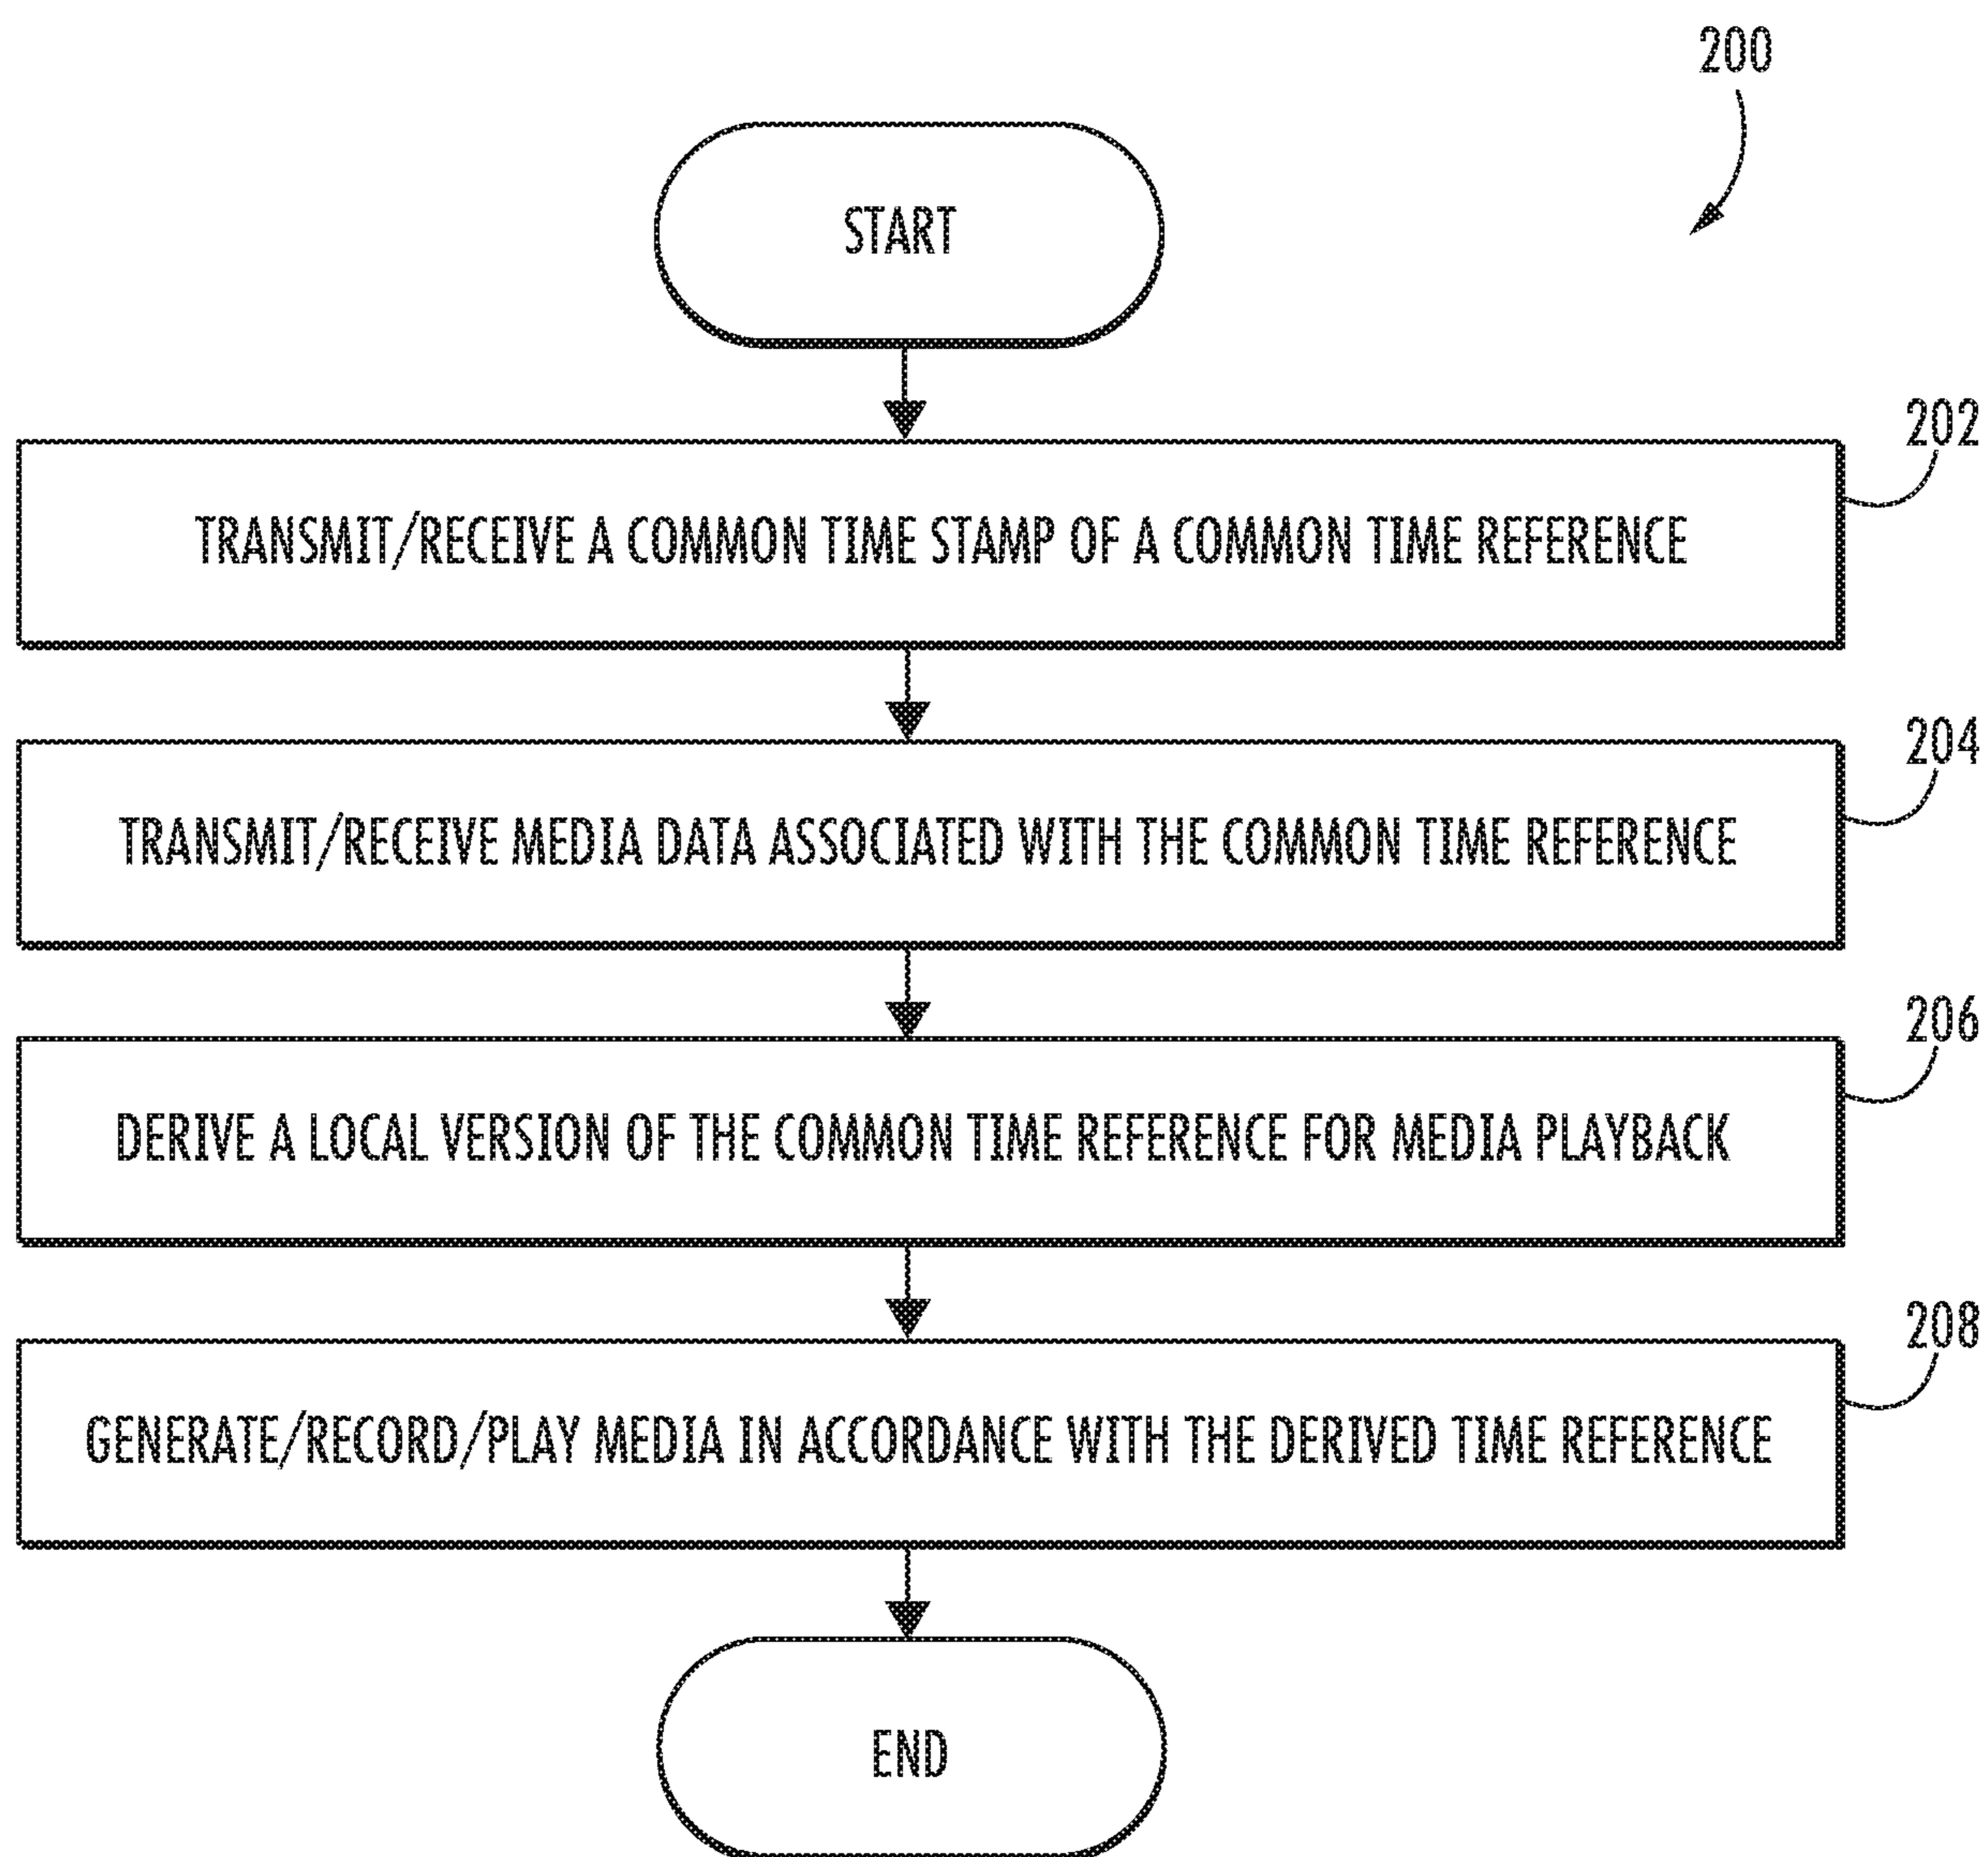 200
START
202
TRANSMIT/RECEIVE A COMMON TIME STAMP OF A COMMON TIME REFERENCE
204
TRANSMIT/RECEIVE MEDIA DATA ASSOCIATED WITH THE COMMON TIME REFERENCE
206
DERIVE A LOCAL VERSION OF THE COMMON TIME REFERENCE FOR MEDIA PLAYBACK
208
GENERATE/RECORD/PLAY MEDIA IN ACCORDANCE WITH THE DERIVED TIME REFERENCE
END